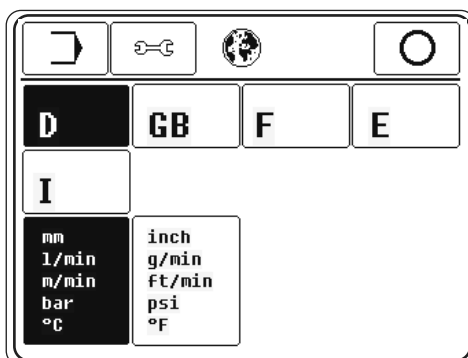 D GB F E
I
mm inch
l/min g/min
m/min ft/min
bar psi
°C °F